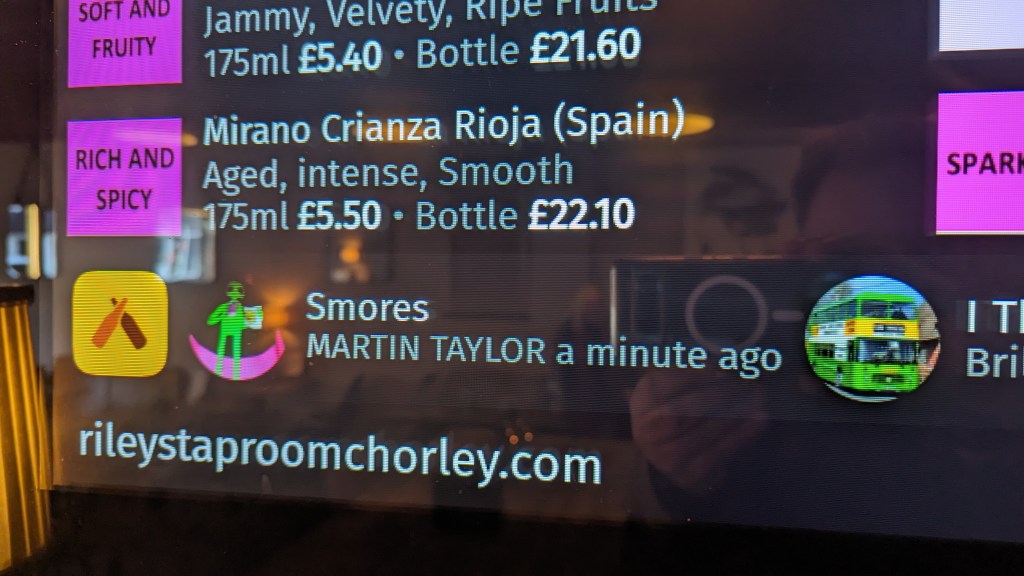 SOFT AND
FRUITY
Jammy, Velvety, Ripe Fruits
175ml £5.40 • Bottle £21.60
RICH AND
SPICY
Mirano Crianza Rioja (Spain)
Aged, intense, Smooth
175ml £5.50 • Bottle £22.10
Smores
MARTIN TAYLOR a minute ago
I
rileystaproomchorley.com